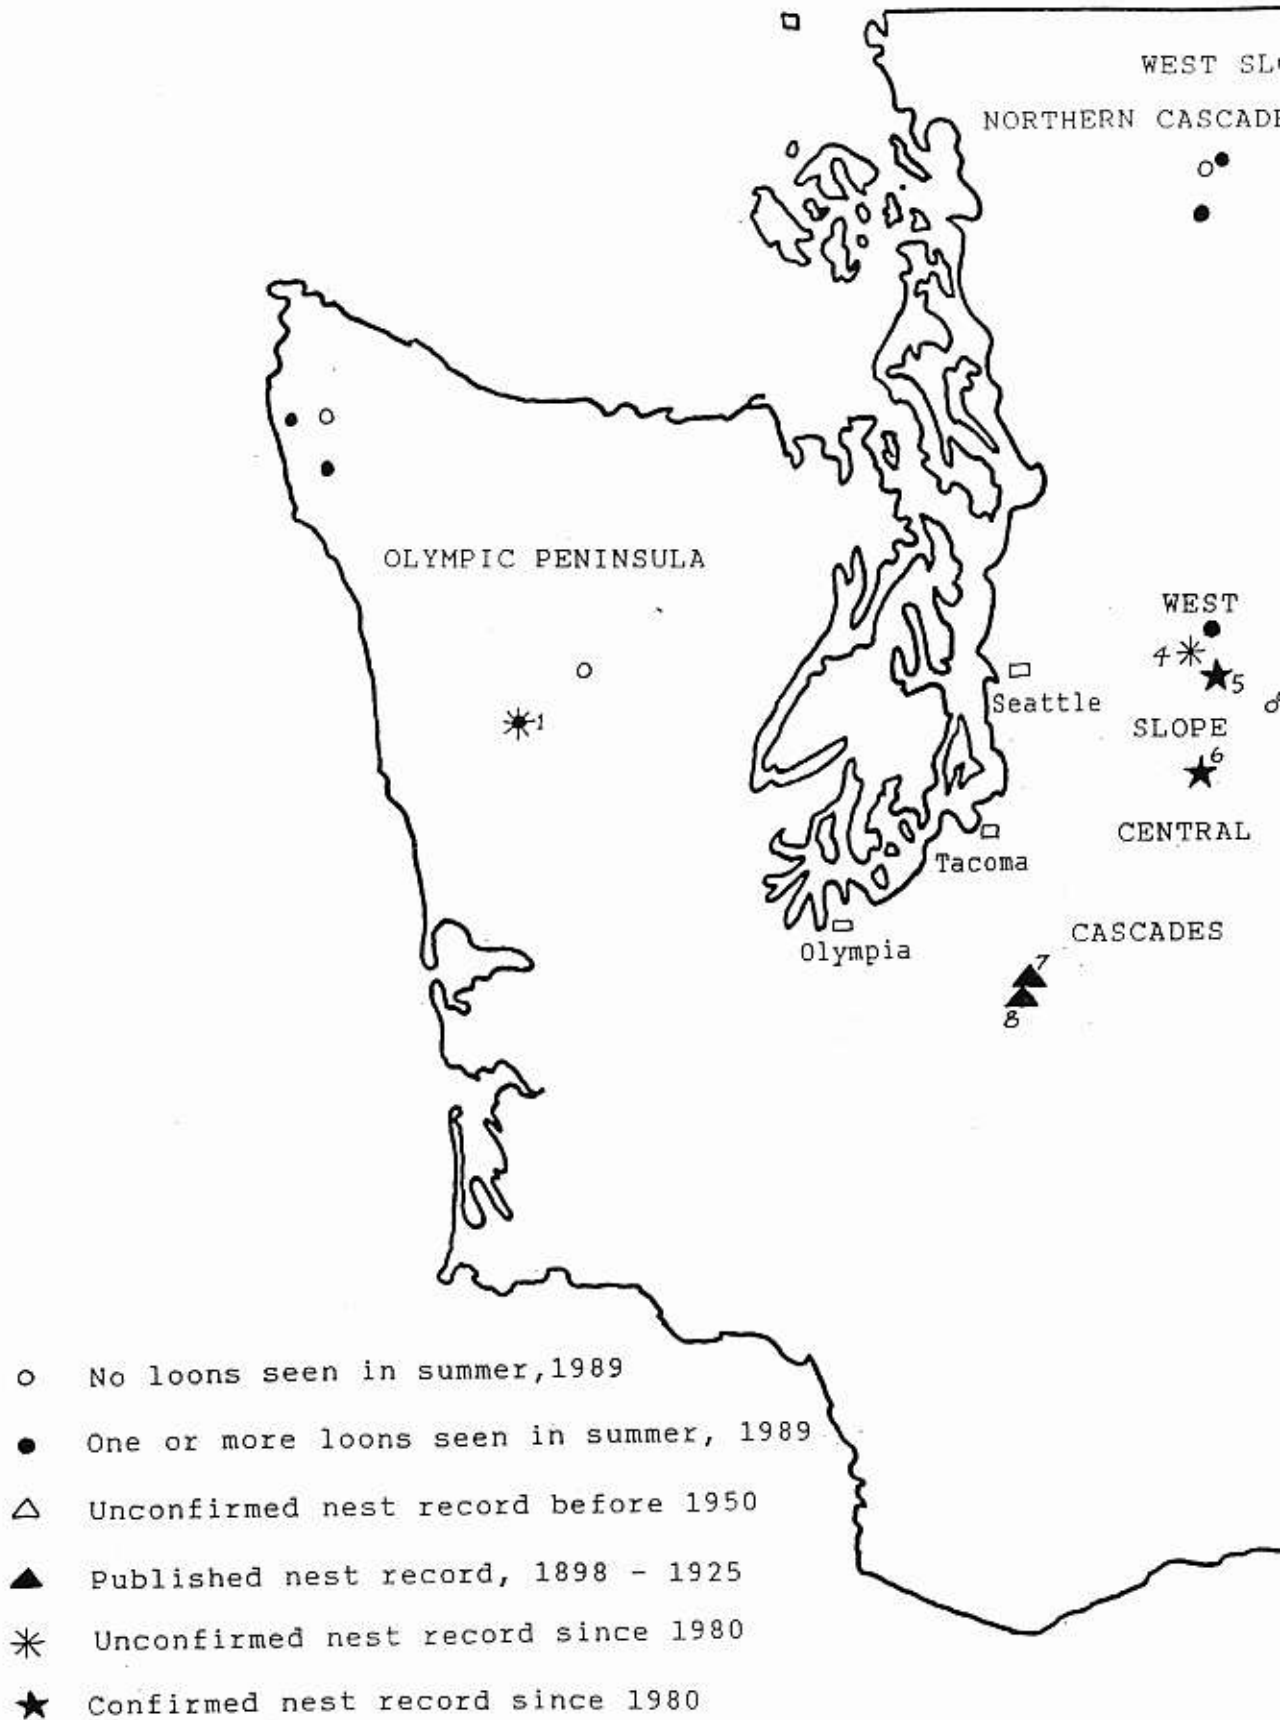 WEST SL
NORTHERN CASCADE
OLYMPIC PENINSULA
WEST
4
5
1
Seattle
SLOPE
6
CENTRAL
Tacoma
CASCADES
Olympia
7
8
No loons seen in summer,1989
One or more loons seen in summer, 1989
Unconfirmed nest record before 1950
Published nest record, 1898 - 1925
Unconfirmed nest record since 1980
Confirmed nest record since 1980